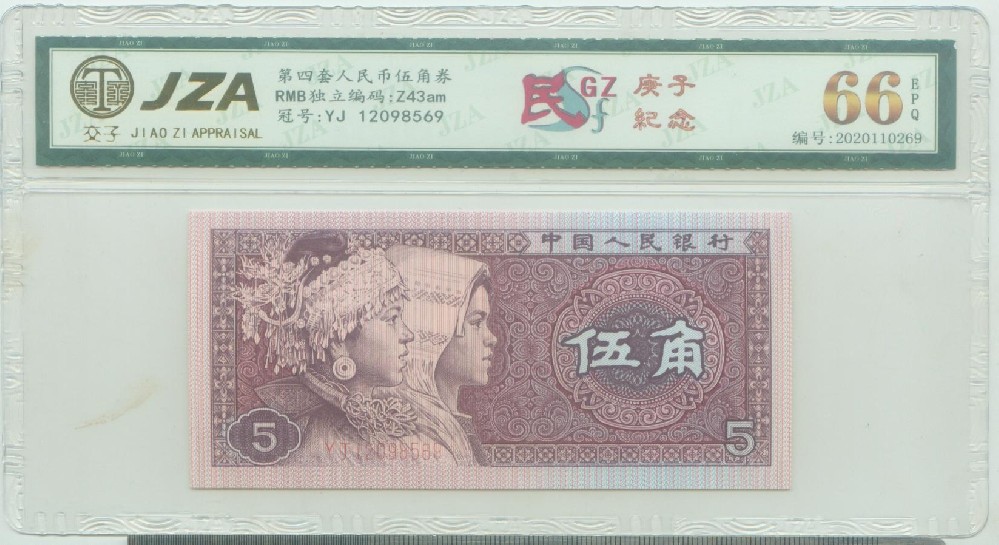 JZA
交子 JIAO ZI APPRAISAL
第四套人民币伍角券
RMB独立编码:Z43am
冠号:YJ 12098569
民 GZ f
庚子
紀念
66 EPQ
编号:2020110269
中国人民银行
伍角
5
YJ12098569
5